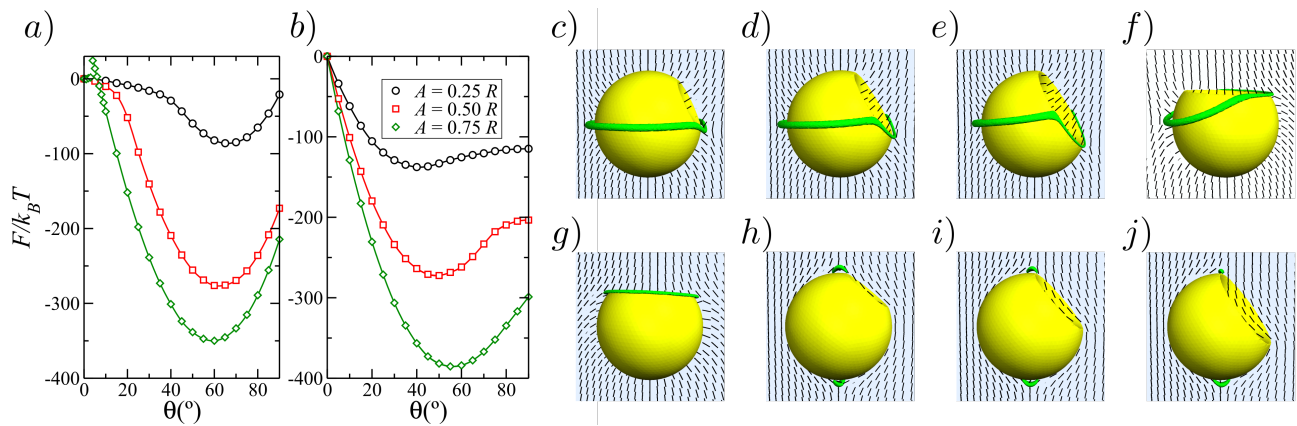 a)
b)
c)
d)
e)
f)
0
-100
-200
-300
-400
F/k_BT
0
20
40
60
80
θ(º)
0
-100
-200
-300
-400
0
20
40
60
80
θ(º)
A = 0.25 R
A = 0.50 R
A = 0.75 R
g)
h)
i)
j)